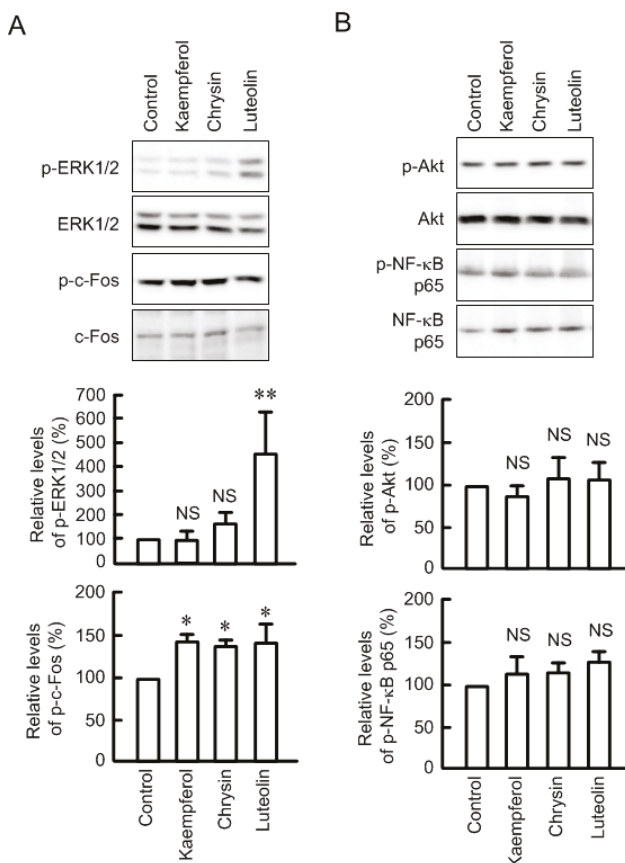 A
Control
Kaempferol
Chrysin
Luteolin
p-ERK1/2
ERK1/2
p-c-Fos
c-Fos
Relative levels
of p-ERK1/2 (%)
700
600
500
400
300
200
100
0
NS
NS
**
Relative levels
of p-c-Fos (%)
200
150
100
50
0
*
*
*
Control
Kaempferol
Chrysin
Luteolin
B
Control
Kaempferol
Chrysin
Luteolin
p-Akt
Akt
p-NF-κB
p65
NF-κB
p65
Relative levels
of p-Akt (%)
200
150
100
50
0
NS
NS
NS
Relative levels
of p-NF-κB p65 (%)
200
150
100
50
0
NS
NS
NS
Control
Kaempferol
Chrysin
Luteolin